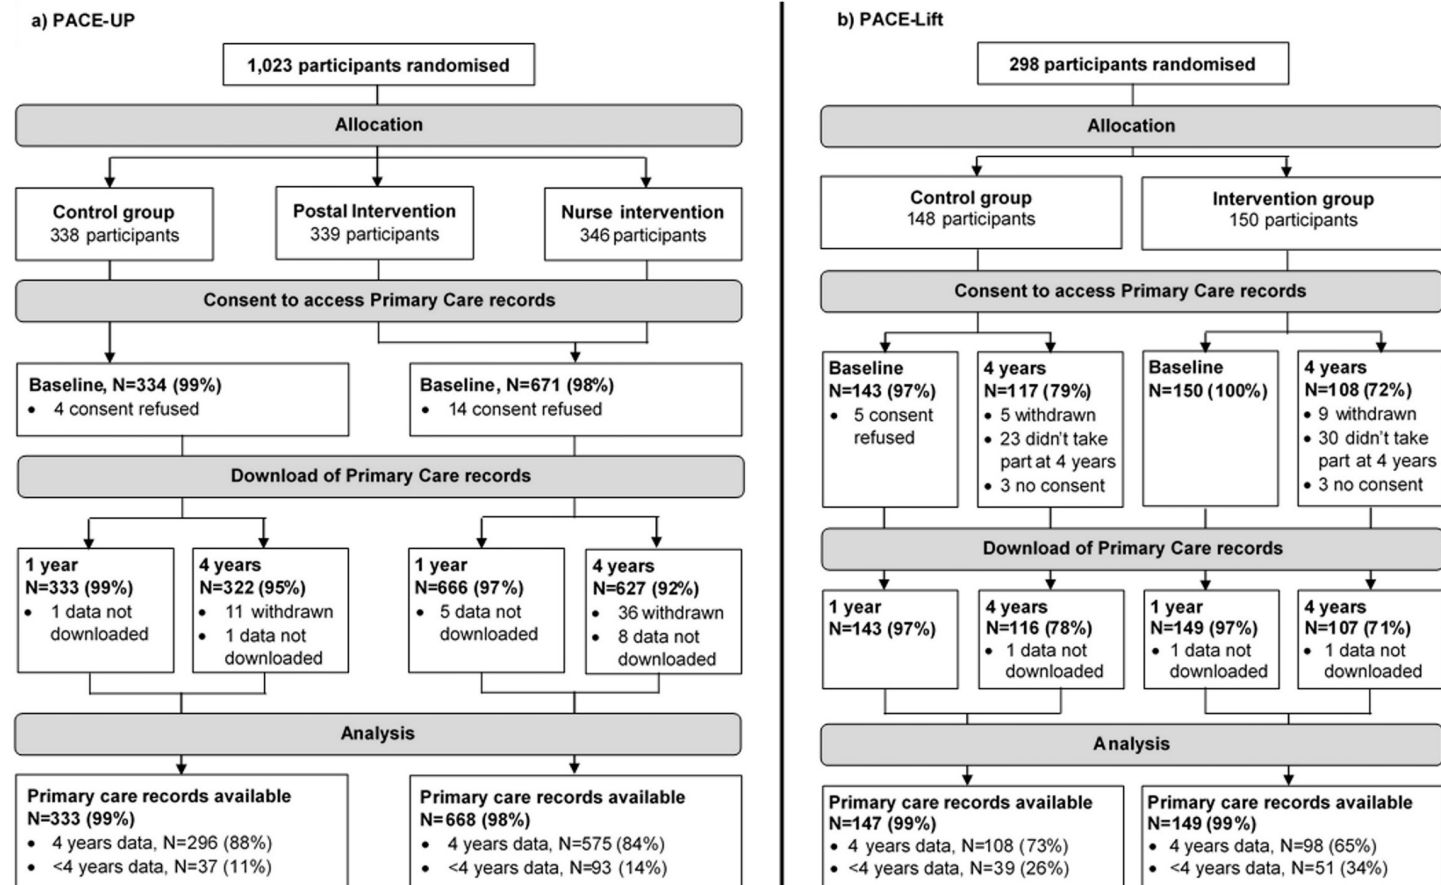 a) PACE-UP
1,023 participants randomised
Allocation
Control group
338 participants
Postal Intervention
339 participants
Nurse intervention
346 participants
Consent to access Primary Care records
Baseline, N=334 (99%)
• 4 consent refused
Baseline, N=671 (98%)
• 14 consent refused
Download of Primary Care records
1 year
N=333 (99%)
• 1 data not
downloaded
4 years
N=322 (95%)
• 11 withdrawn
• 1 data not
downloaded
1 year
N=666 (97%)
• 5 data not
downloaded
4 years
N=627 (92%)
• 36 withdrawn
• 8 data not
downloaded
Analysis
Primary care records available
N=333 (99%)
• 4 years data, N=296 (88%)
• <4 years data, N=37 (11%)
Primary care records available
N=668 (98%)
• 4 years data, N=575 (84%)
• <4 years data, N=93 (14%)
b) PACE-Lift
298 participants randomised
Allocation
Control group
148 participants
Intervention group
150 participants
Consent to access Primary Care records
Baseline
N=143 (97%)
• 5 consent
refused
4 years
N=117 (79%)
• 5 withdrawn
• 23 didn't take
part at 4 years
• 3 no consent
Baseline
N=150 (100%)
4 years
N=108 (72%)
• 9 withdrawn
• 30 didn't take
part at 4 years
• 3 no consent
Download of Primary Care records
1 year
N=143 (97%)
4 years
N=116 (78%)
• 1 data not
downloaded
1 year
N=149 (97%)
• 1 data not
downloaded
4 years
N=107 (71%)
• 1 data not
downloaded
Analysis
Primary care records available
N=147 (99%)
• 4 years data, N=108 (73%)
• <4 years data, N=39 (26%)
Primary care records available
N=149 (99%)
• 4 years data, N=98 (65%)
• <4 years data, N=51 (34%)